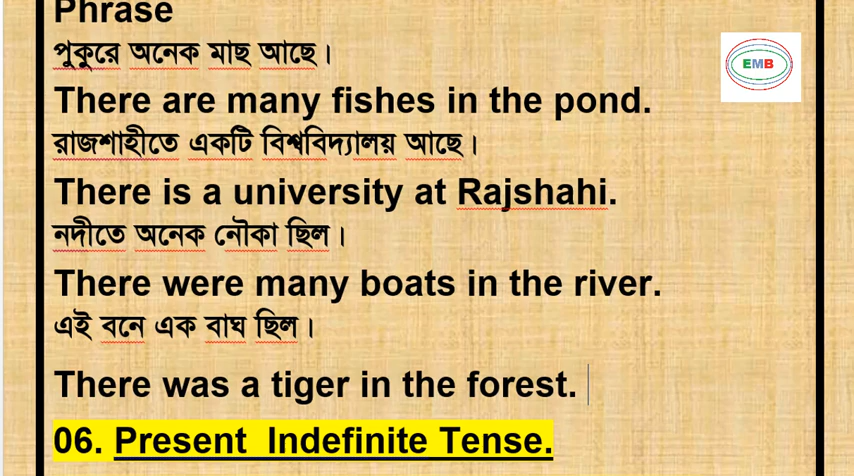 Phrase
পুকুরে অনেক মাছ আছে।
There are many fishes in the pond.
রাজশাহীতে একটি বিশ্ববিদ্যালয় আছে।
There is a university at Rajshahi.
নদীতে অনেক নৌকা ছিল।
There were many boats in the river.
এই বনে এক বাঘ ছিল।
There was a tiger in the forest.
06. Present Indefinite Tense.
EMB